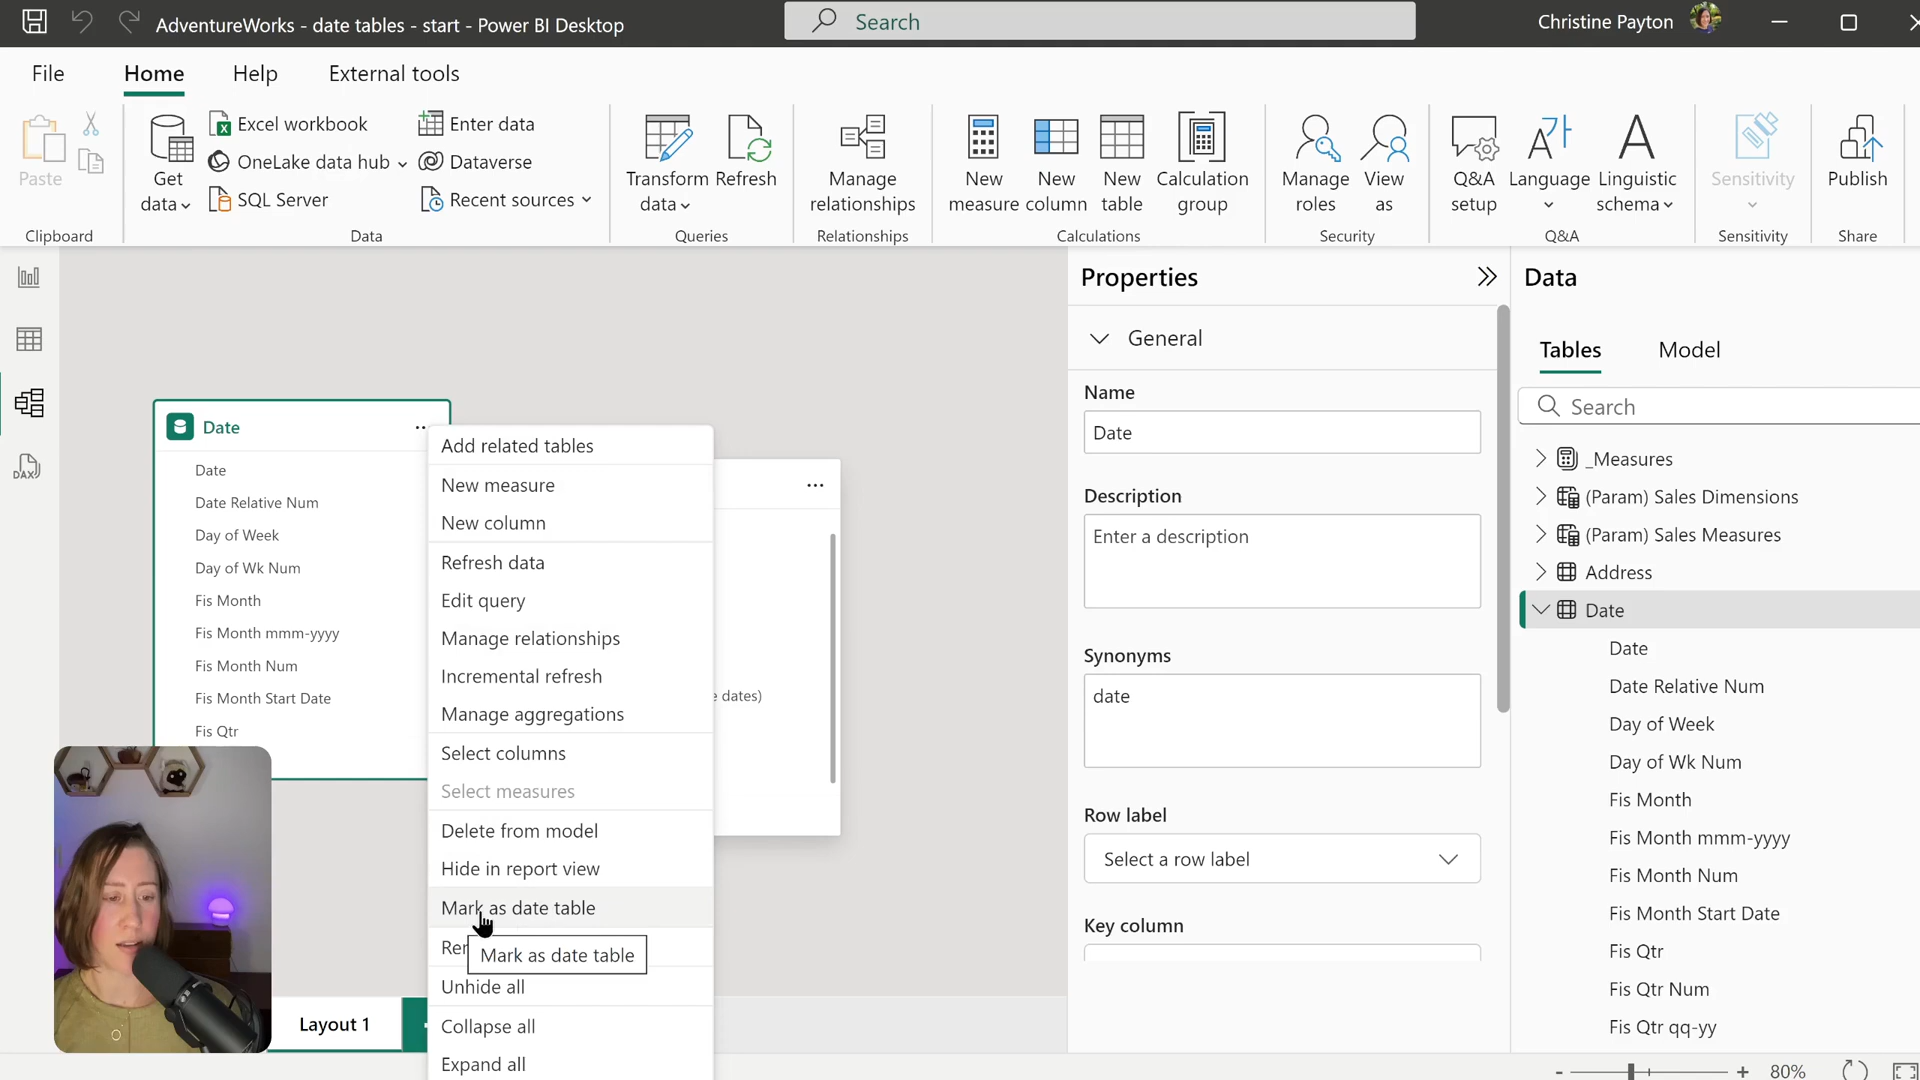 AdventureWorks - date tables - start - Power BI Desktop
Search
Christine Payton
File
Home
Help
External tools
Paste
Get data
Excel workbook
OneLake data hub
SQL Server
Enter data
Dataverse
Recent sources
Transform data
Refresh
Manage relationships
New measure
New column
New table
Calculation group
Manage roles
View as
Q&A setup
Language
Linguistic schema
Sensitivity
Publish
Clipboard
Data
Queries
Relationships
Calculations
Security
Q&A
Sensitivity
Share
DAX
Date
Date
Date Relative Num
Day of Week
Day of Wk Num
Fis Month
Fis Month mmm-yyyy
Fis Month Num
Fis Month Start Date
Fis Qtr
Add related tables
New measure
New column
Refresh data
Edit query
Manage relationships
Incremental refresh
Manage aggregations
Select columns
Select measures
Delete from model
Hide in report view
Mark as date table
Mark as date table
Unhide all
Collapse all
Expand all
dates)
Layout 1
Properties
General
Name
Date
Description
Enter a description
Synonyms
date
Row label
Select a row label
Key column
Data
Tables
Model
Search
_Measures
(Param) Sales Dimensions
(Param) Sales Measures
Address
Date
Date
Date Relative Num
Day of Week
Day of Wk Num
Fis Month
Fis Month mmm-yyyy
Fis Month Num
Fis Month Start Date
Fis Qtr
Fis Qtr Num
Fis Qtr qq-yy
- + 80%